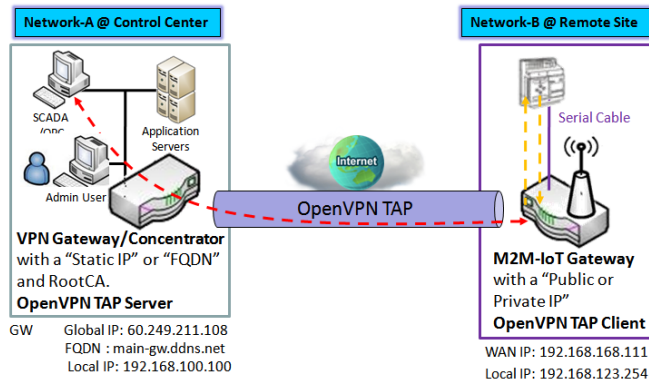 Network-A @ Control Center
Network-B @ Remote Site
SCADA
Application
Servers
Admin User
Serial Cable
Internet
OpenVPN TAP
VPN Gateway/Concentrator
with a “Static IP” or “FQDN”
and RootCA.
OpenVPN TAP Server
GW Global IP: 60.249.211.108
FQDN : main-gw.ddns.net
Local IP: 192.168.100.100
M2M-IoT Gateway
with a “Public or
Private IP”
OpenVPN TAP Client
WAN IP: 192.168.168.111
Local IP: 192.168.123.254